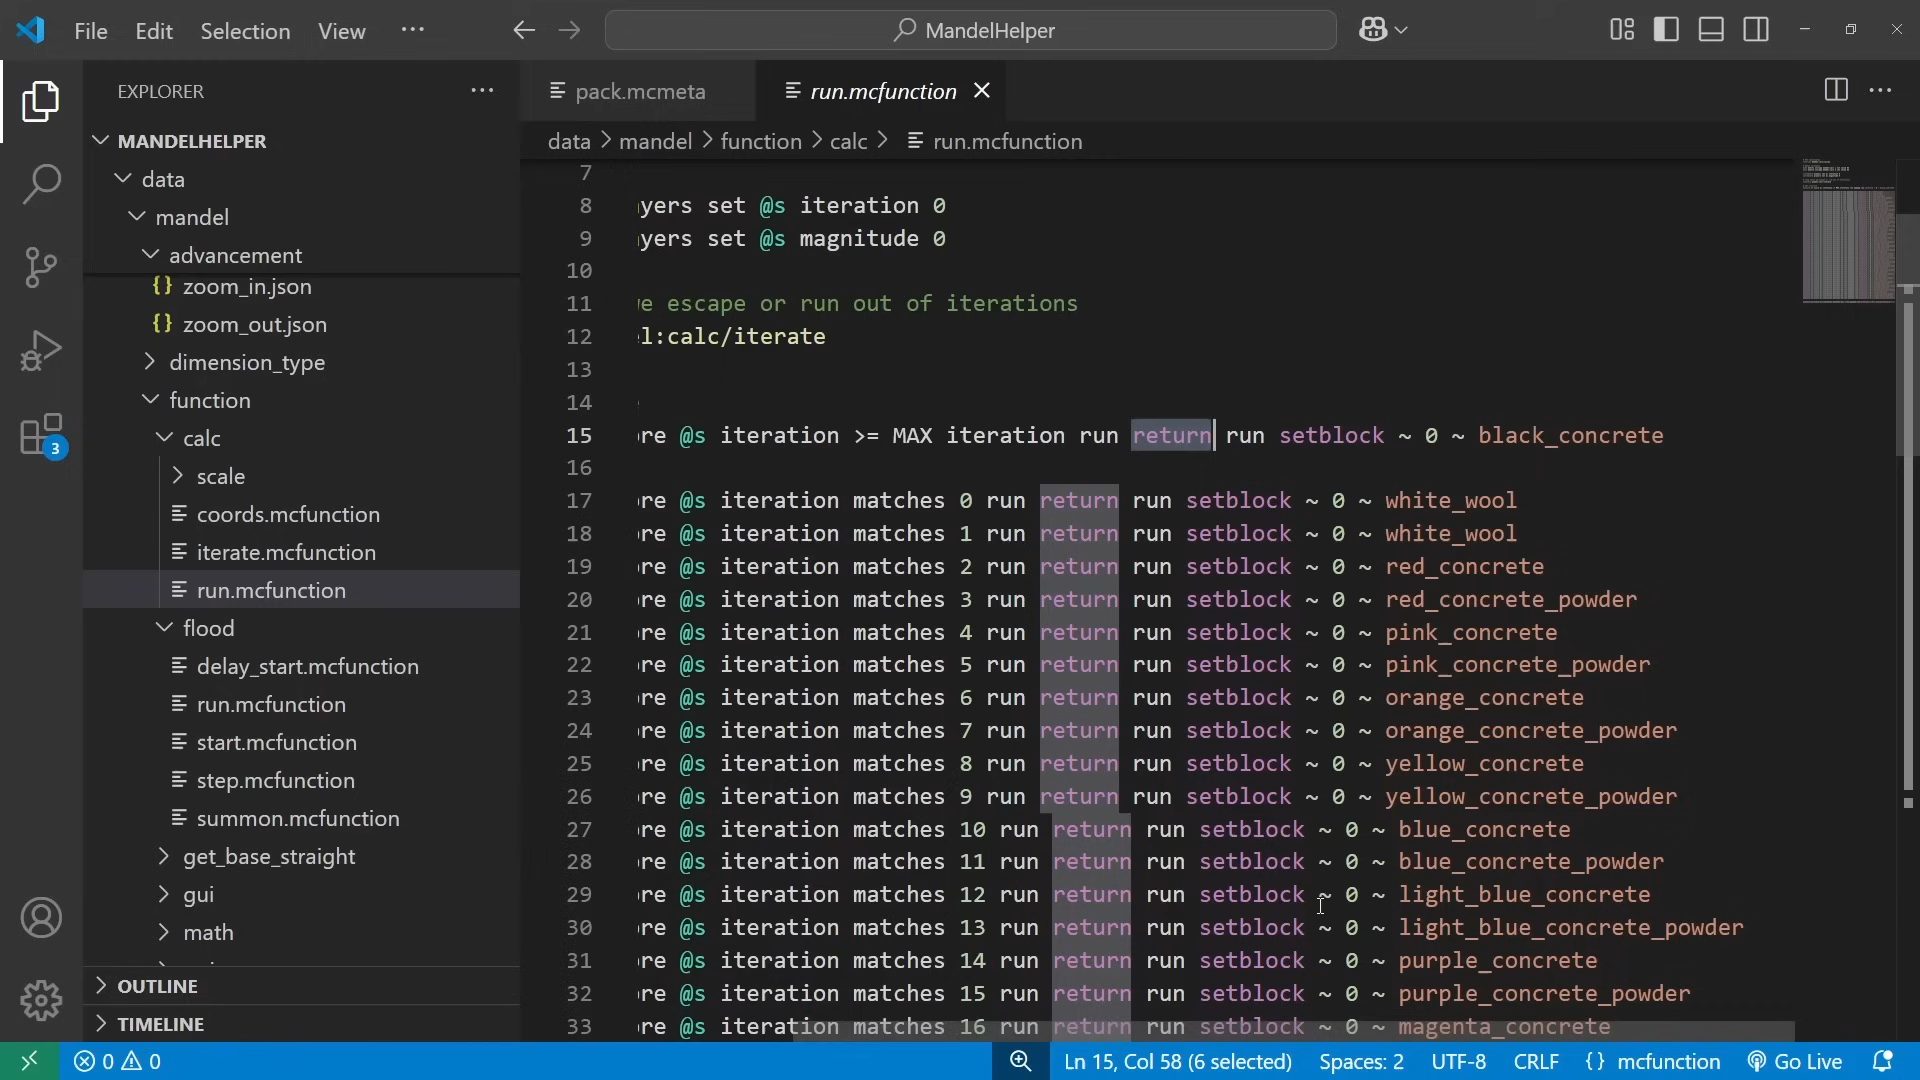 File Edit Selection View ··· MandelHelper
EXPLORER ···
MANDELHELPER
data
mandel
advancement
zoom_in.json
zoom_out.json
dimension_type
function
calc
scale
coords.mcfunction
iterate.mcfunction
run.mcfunction
flood
delay_start.mcfunction
run.mcfunction
start.mcfunction
step.mcfunction
summon.mcfunction
get_base_straight
gui
math
OUTLINE
TIMELINE
3
pack.mcmeta run.mcfunction
data > mandel > function > calc > run.mcfunction
7
8 yers set @s iteration 0
9 yers set @s magnitude 0
10
11 e escape or run out of iterations
12 l:calc/iterate
13
14
15 re @s iteration >= MAX iteration run return run setblock ~ 0 ~ black_concrete
16
17 re @s iteration matches 0 run return run setblock ~ 0 ~ white_wool
18 re @s iteration matches 1 run return run setblock ~ 0 ~ white_wool
19 re @s iteration matches 2 run return run setblock ~ 0 ~ red_concrete
20 re @s iteration matches 3 run return run setblock ~ 0 ~ red_concrete_powder
21 re @s iteration matches 4 run return run setblock ~ 0 ~ pink_concrete
22 re @s iteration matches 5 run return run setblock ~ 0 ~ pink_concrete_powder
23 re @s iteration matches 6 run return run setblock ~ 0 ~ orange_concrete
24 re @s iteration matches 7 run return run setblock ~ 0 ~ orange_concrete_powder
25 re @s iteration matches 8 run return run setblock ~ 0 ~ yellow_concrete
26 re @s iteration matches 9 run return run setblock ~ 0 ~ yellow_concrete_powder
27 re @s iteration matches 10 run return run setblock ~ 0 ~ blue_concrete
28 re @s iteration matches 11 run return run setblock ~ 0 ~ blue_concrete_powder
29 re @s iteration matches 12 run return run setblock ~ 0 ~ light_blue_concrete
30 re @s iteration matches 13 run return run setblock ~ 0 ~ light_blue_concrete_powder
31 re @s iteration matches 14 run return run setblock ~ 0 ~ purple_concrete
32 re @s iteration matches 15 run return run setblock ~ 0 ~ purple_concrete_powder
33 re @s iteration matches 16 run return run setblock ~ 0 ~ magenta_concrete
0 0 Ln 15, Col 58 (6 selected) Spaces: 2 UTF-8 CRLF {} mcfunction Go Live